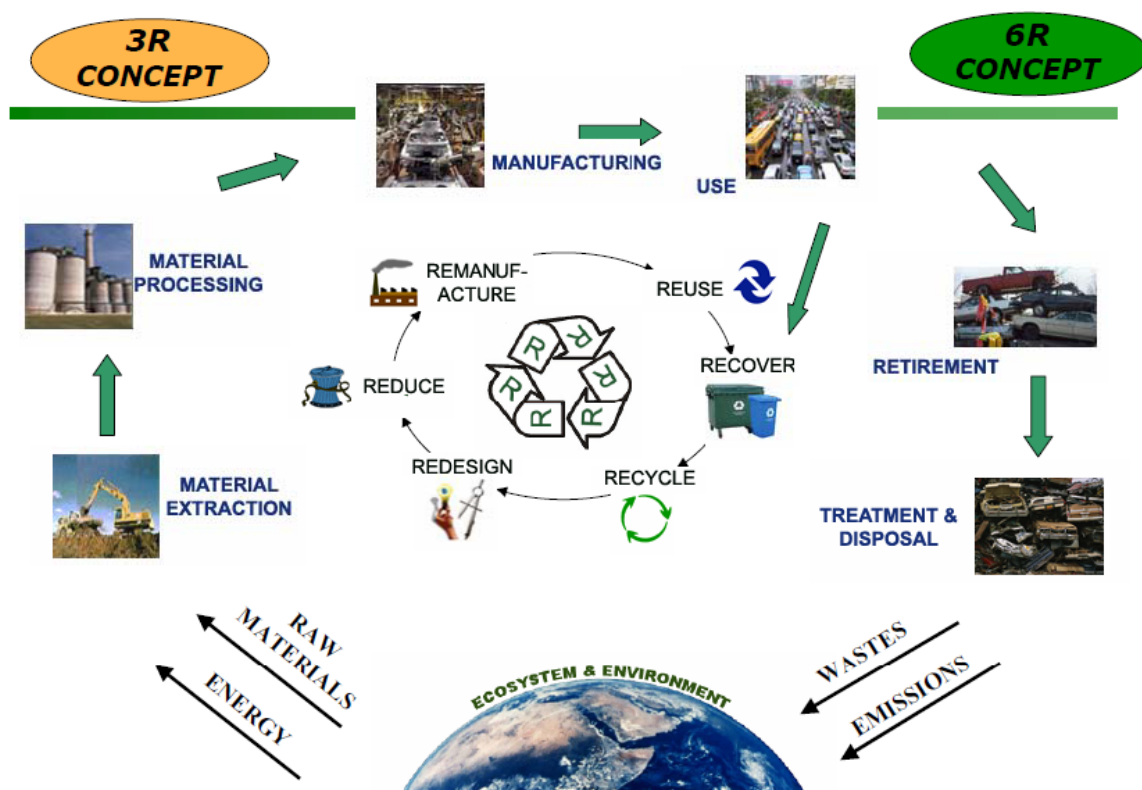 3R
CONCEPT
6R
CONCEPT
MANUFACTURING
USE
MATERIAL
PROCESSING
REMANUF-
ACTURE
REUSE
RECOVER
RETIREMENT
REDUCE
R
R
R
R
R
R
REDESIGN
RECYCLE
MATERIAL
EXTRACTION
TREATMENT &
DISPOSAL
RAW
MATERIALS
ENERGY
ECOSYSTEM & ENVIRONMENT
WASTES
EMISSIONS